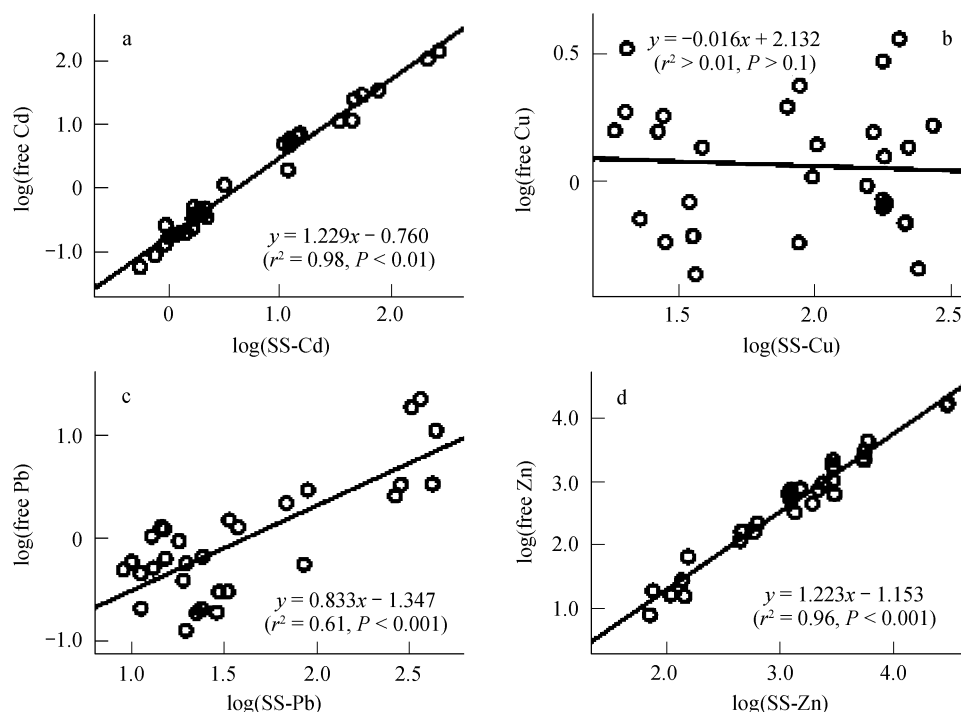 a
2.0
1.0
0
−1.0
log(free Cd)
y = 1.229x − 0.760
(r² = 0.98, P < 0.01)
0
1.0
2.0
log(SS-Cd)
b
0.5
0
log(free Cu)
y = −0.016x + 2.132
(r² > 0.01, P > 0.1)
1.5
2.0
2.5
log(SS-Cu)
c
1.0
−0
−1.0
log(free Pb)
y = 0.833x − 1.347
(r² = 0.61, P < 0.001)
1.0
1.5
2.0
2.5
log(SS-Pb)
d
4.0
3.0
2.0
1.0
log(free Zn)
y = 1.223x − 1.153
(r² = 0.96, P < 0.001)
2.0
3.0
4.0
log(SS-Zn)